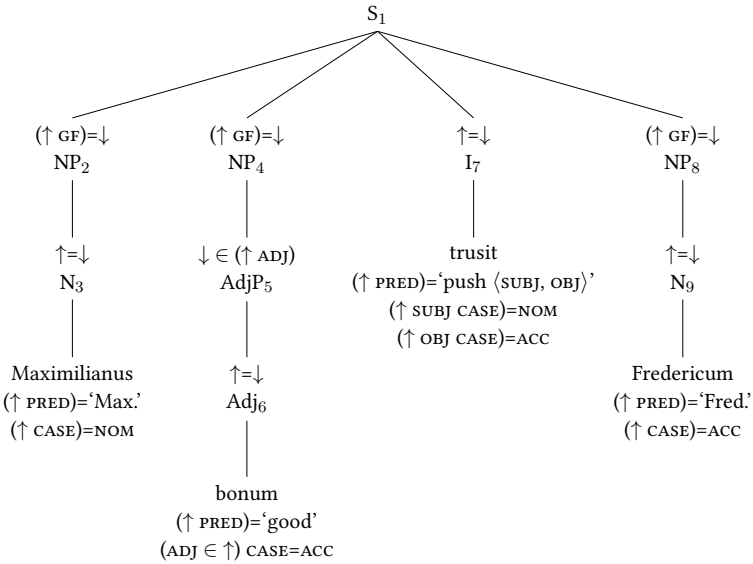 S₁
(↑ GF)=↓ (↑ GF)=↓ ↑=↓ (↑ GF)=↓
NP₂ NP₄ I₇ NP₈
↑=↓ ↓ ∈ (↑ ADJ) trusit ↑=↓
N₃ AdjP₅ (↑ PRED)=‘push ⟨SUBJ, OBJ⟩’ N₉
(↑ SUBJ CASE)=NOM
(↑ OBJ CASE)=ACC
Maximilianus ↑=↓ Fredericum
(↑ PRED)=‘Max.’ Adj₆ (↑ PRED)=‘Fred.’
(↑ CASE)=NOM (↑ CASE)=ACC
bonum
(↑ PRED)=‘good’
(ADJ ∈ ↑) CASE=ACC